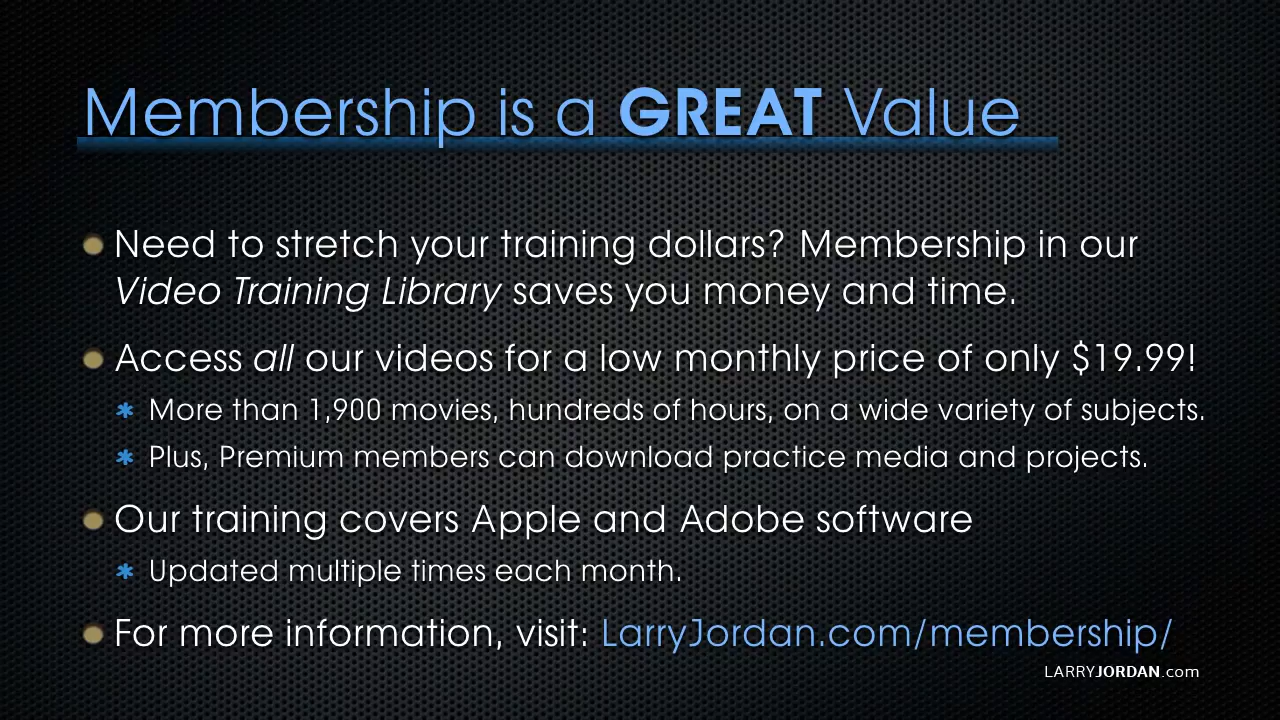 Membership is a GREAT Value
Need to stretch your training dollars? Membership in our
Video Training Library saves you money and time.
Access all our videos for a low monthly price of only $19.99!
More than 1,900 movies, hundreds of hours, on a wide variety of subjects.
Plus, Premium members can download practice media and projects.
Our training covers Apple and Adobe software
Updated multiple times each month.
For more information, visit: LarryJordan.com/membership/
LARRYJORDAN.com